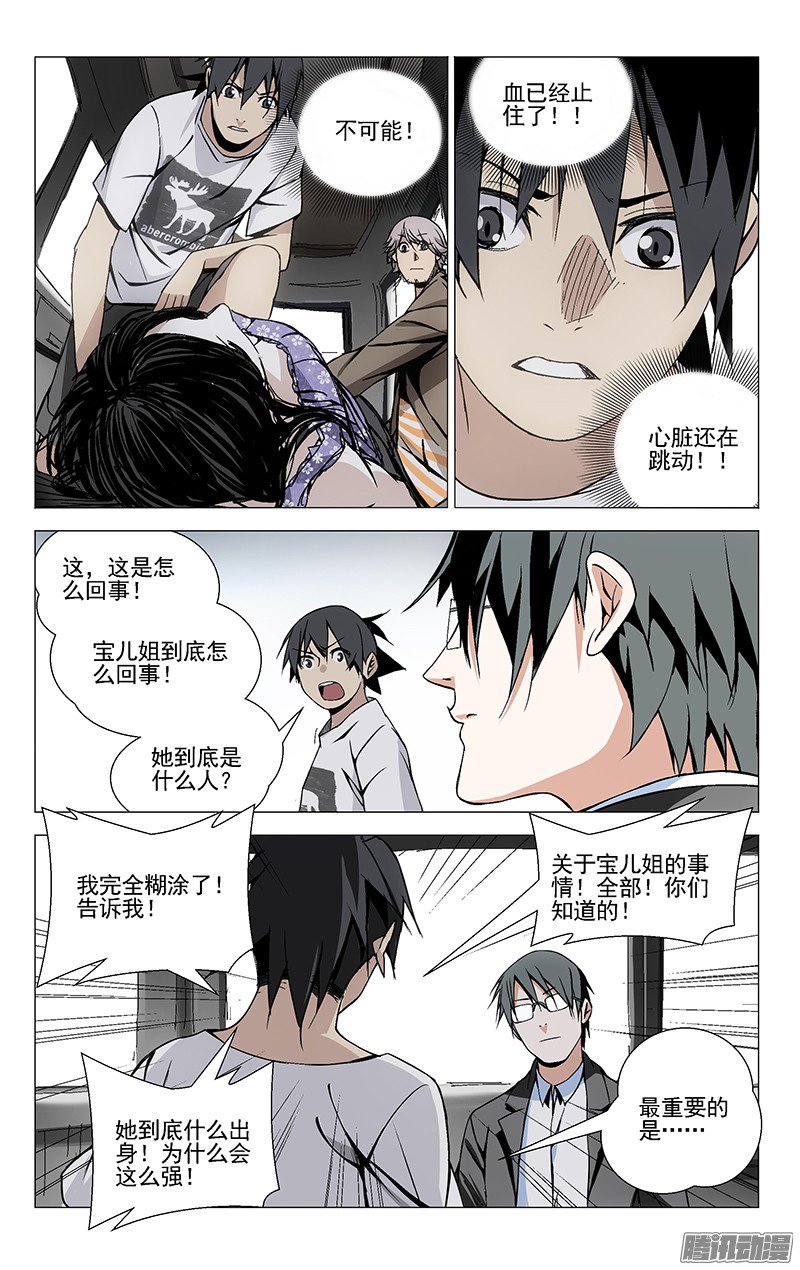 不可能！
abercrombie
血已经止
住了！！
心脏还在
跳动！！
这，这是怎
么回事！
宝儿姐到底怎
么回事！
她到底是
什么人？
我完全糊涂了！
告诉我！
关于宝儿姐的事
情！全部！你们
知道的！
她到底什么出
身！为什么会
这么强！
最重要的
是……
腾讯动漫